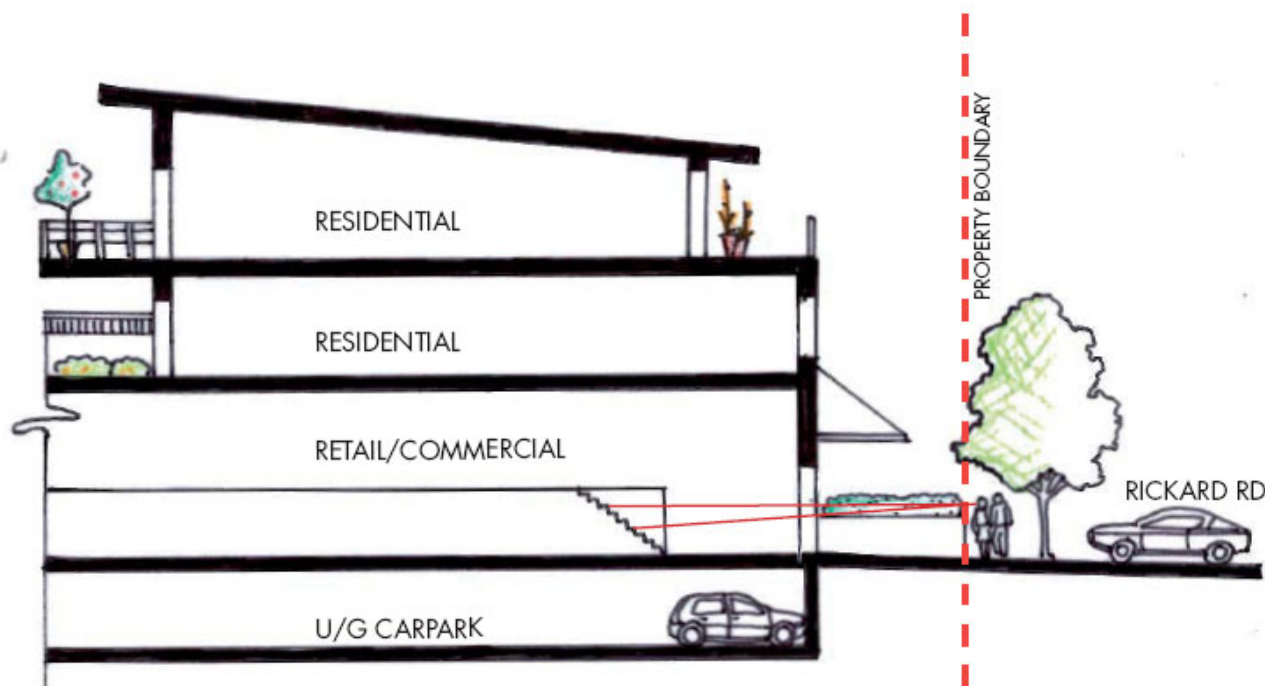 PROPERTY BOUNDARY
RESIDENTIAL
RESIDENTIAL
RETAIL/COMMERCIAL
RICKARD RD
U/G CARPARK